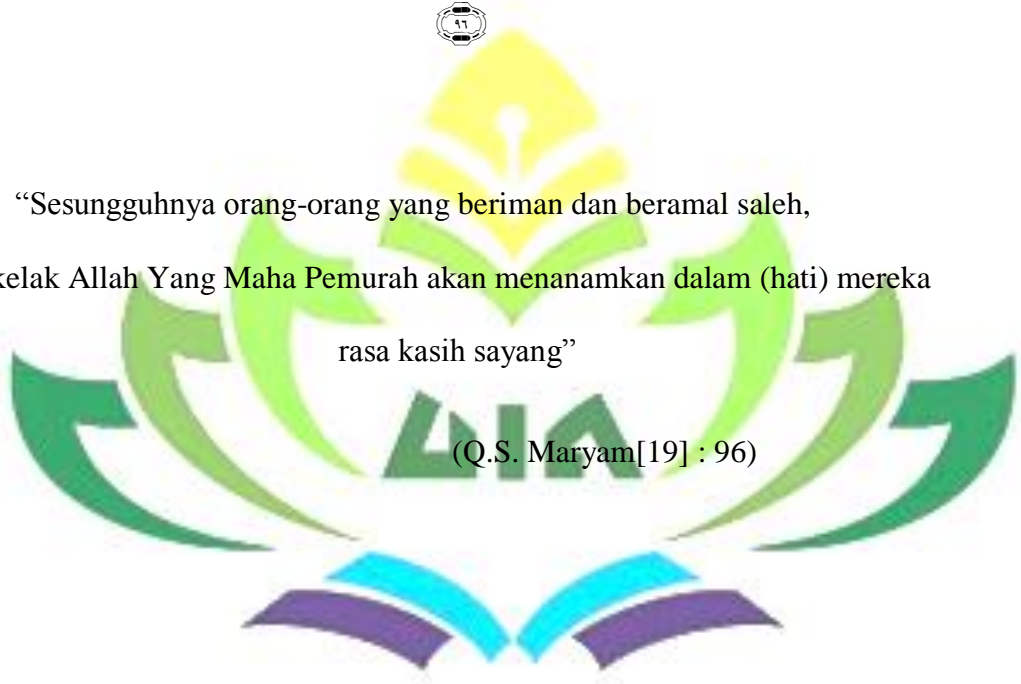 ٩٦
“Sesungguhnya orang-orang yang beriman dan beramal saleh,
kelak Allah Yang Maha Pemurah akan menanamkan dalam (hati) mereka
rasa kasih sayang”
UIN
(Q.S. Maryam[19] : 96)